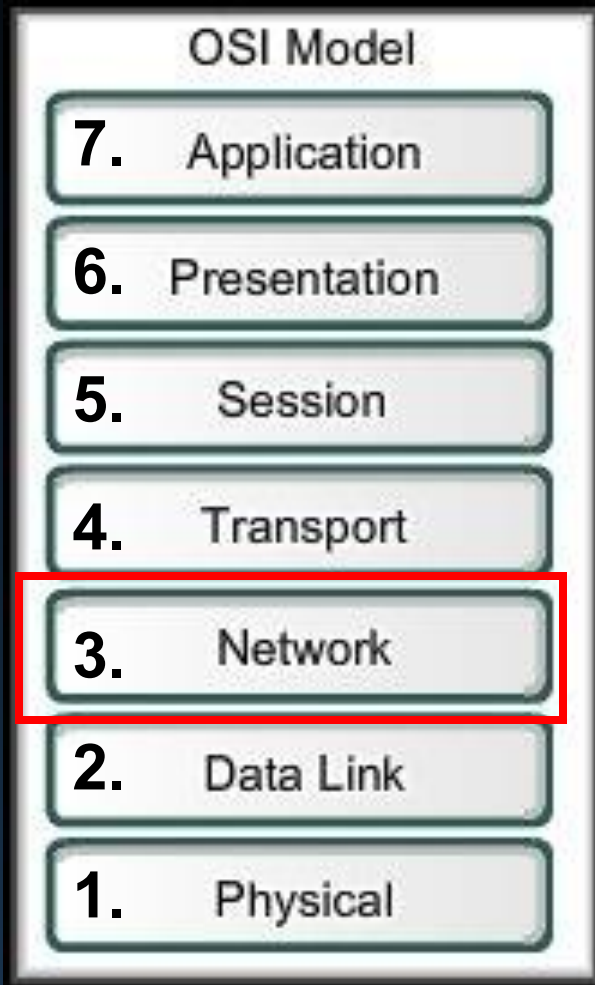 OSI Model
7. Application
6. Presentation
5. Session
4. Transport
3. Network
2. Data Link
1. Physical